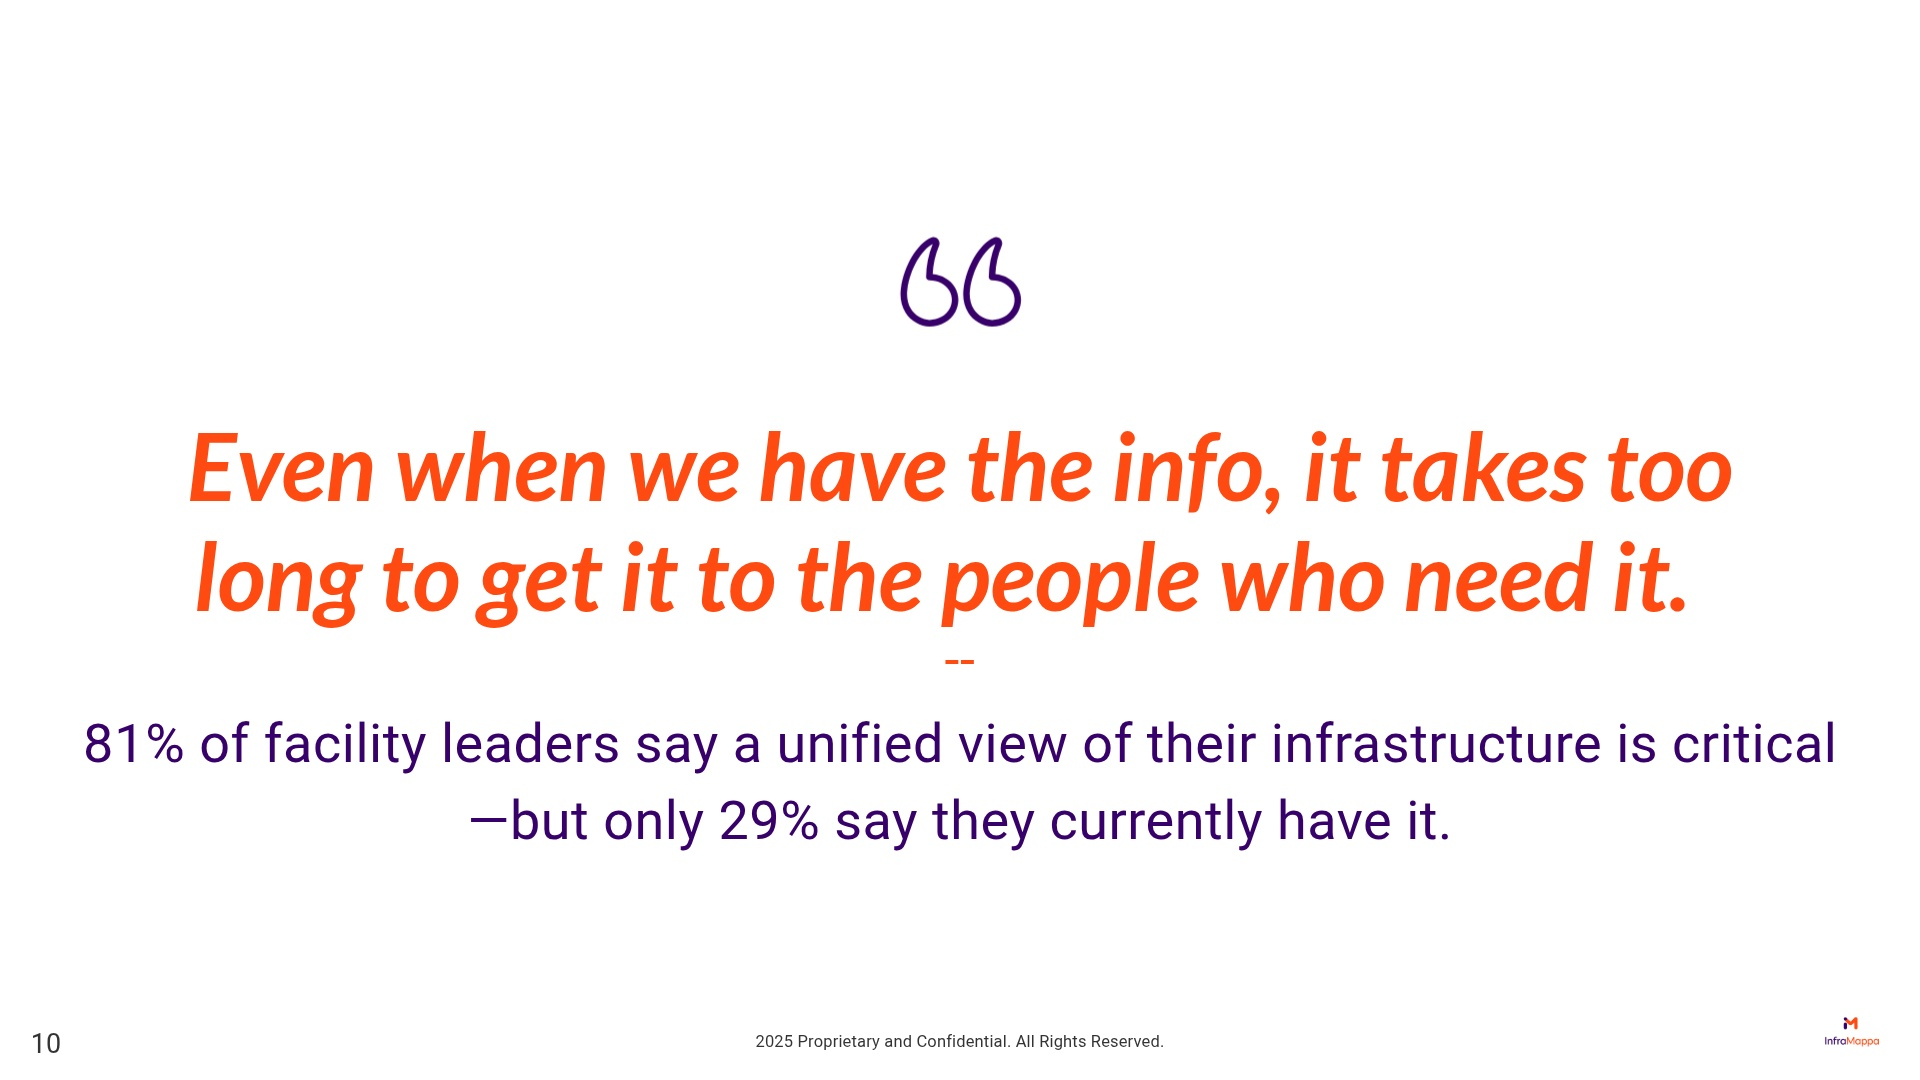 Even when we have the info, it takes too
long to get it to the people who need it.
--
81% of facility leaders say a unified view of their infrastructure is critical
—but only 29% say they currently have it.
10
2025 Proprietary and Confidential. All Rights Reserved.
InfraMappa